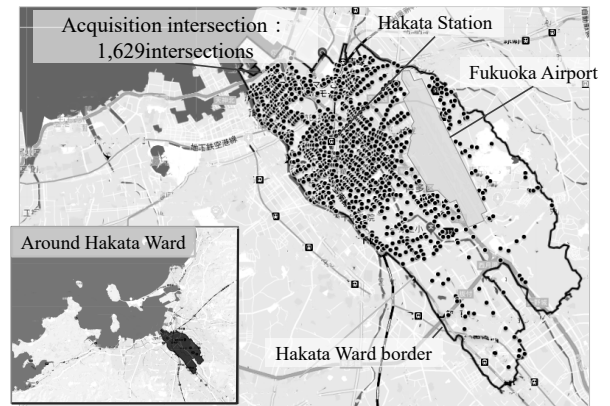 Acquisition intersection :
1,629intersections
Hakata Station
Fukuoka Airport
Around Hakata Ward
Hakata Ward border